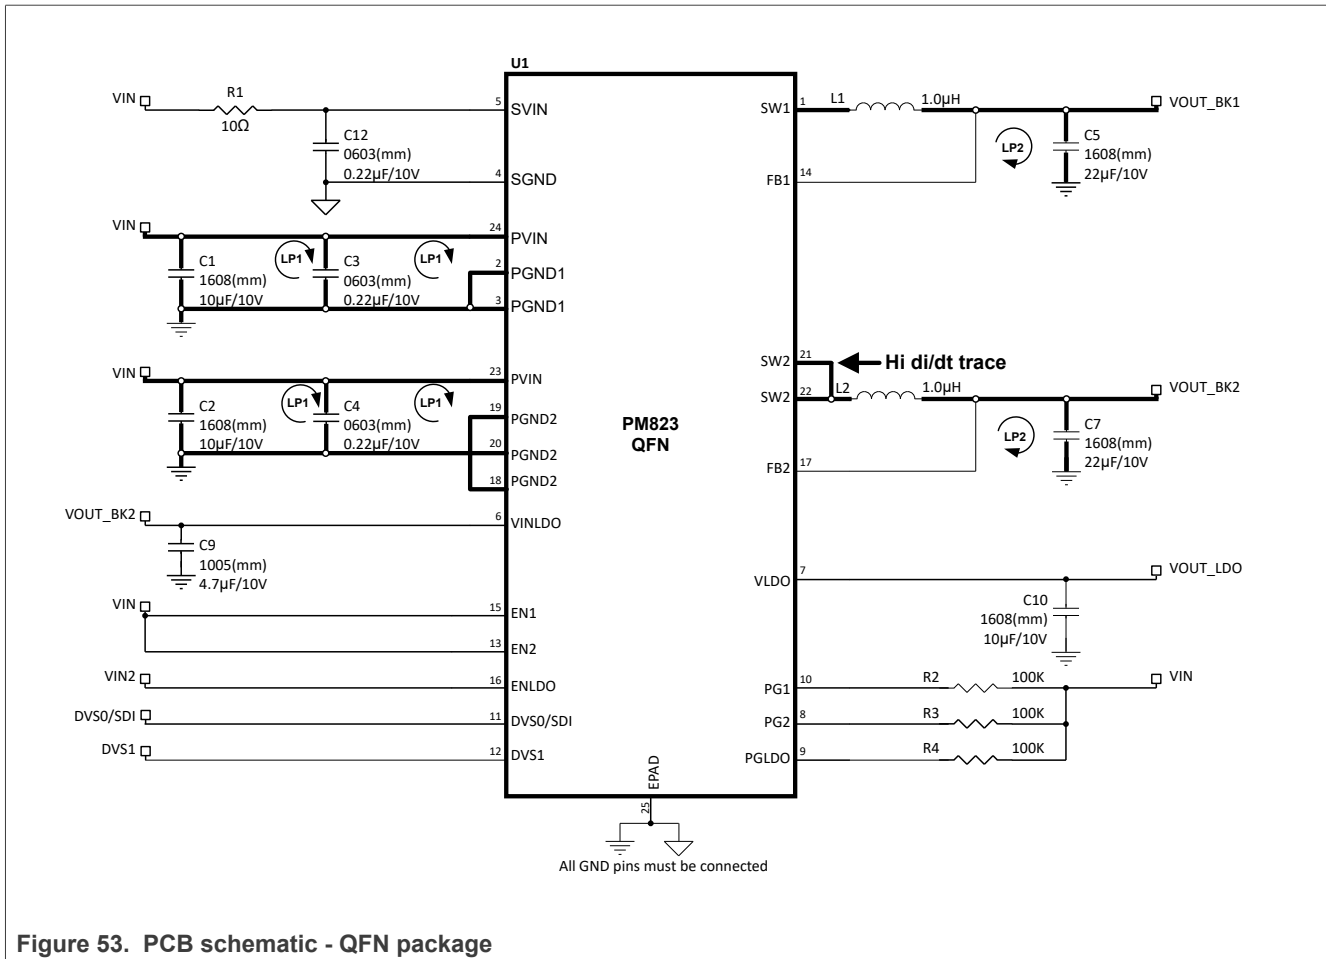 U1
VIN
R1
10Ω
5
SVIN
C12
0603(mm)
0.22µF/10V
4
SGND
VIN
24
PVIN
LP1
LP1
C1
1608(mm)
10µF/10V
C3
0603(mm)
0.22µF/10V
2
PGND1
3
PGND1
VIN
23
PVIN
LP1
LP1
C2
1608(mm)
10µF/10V
C4
0603(mm)
0.22µF/10V
19
PGND2
20
PGND2
18
PGND2
VOUT_BK2
6
VINLDO
C9
1005(mm)
4.7µF/10V
VIN
15
EN1
13
EN2
VIN2
16
ENLDO
DVS0/SDI
11
DVS0/SDI
DVS1
12
DVS1
PM823
QFN
SW1
1
L1
1.0µH
VOUT_BK1
LP2
C5
1608(mm)
22µF/10V
FB1
14
SW2
21
Hi di/dt trace
SW2
22
L2
1.0µH
VOUT_BK2
LP2
C7
1608(mm)
22µF/10V
FB2
17
VLDO
7
VOUT_LDO
C10
1608(mm)
10µF/10V
PG1
10
R2
100K
VIN
PG2
8
R3
100K
PGLDO
9
R4
100K
EPAD
25
All GND pins must be connected
Figure 53. PCB schematic - QFN package